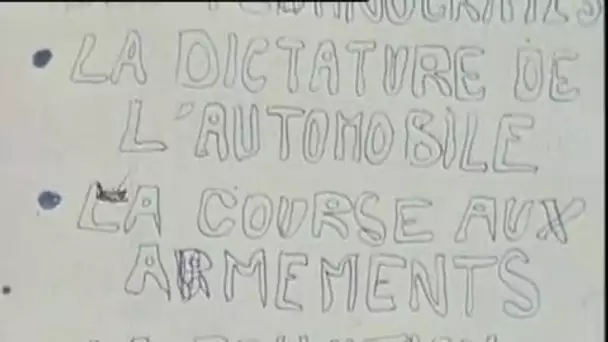 LA DICTATURE DE
L'AUTOMOBILE
LA COURSE AUX
ARMEMENTS